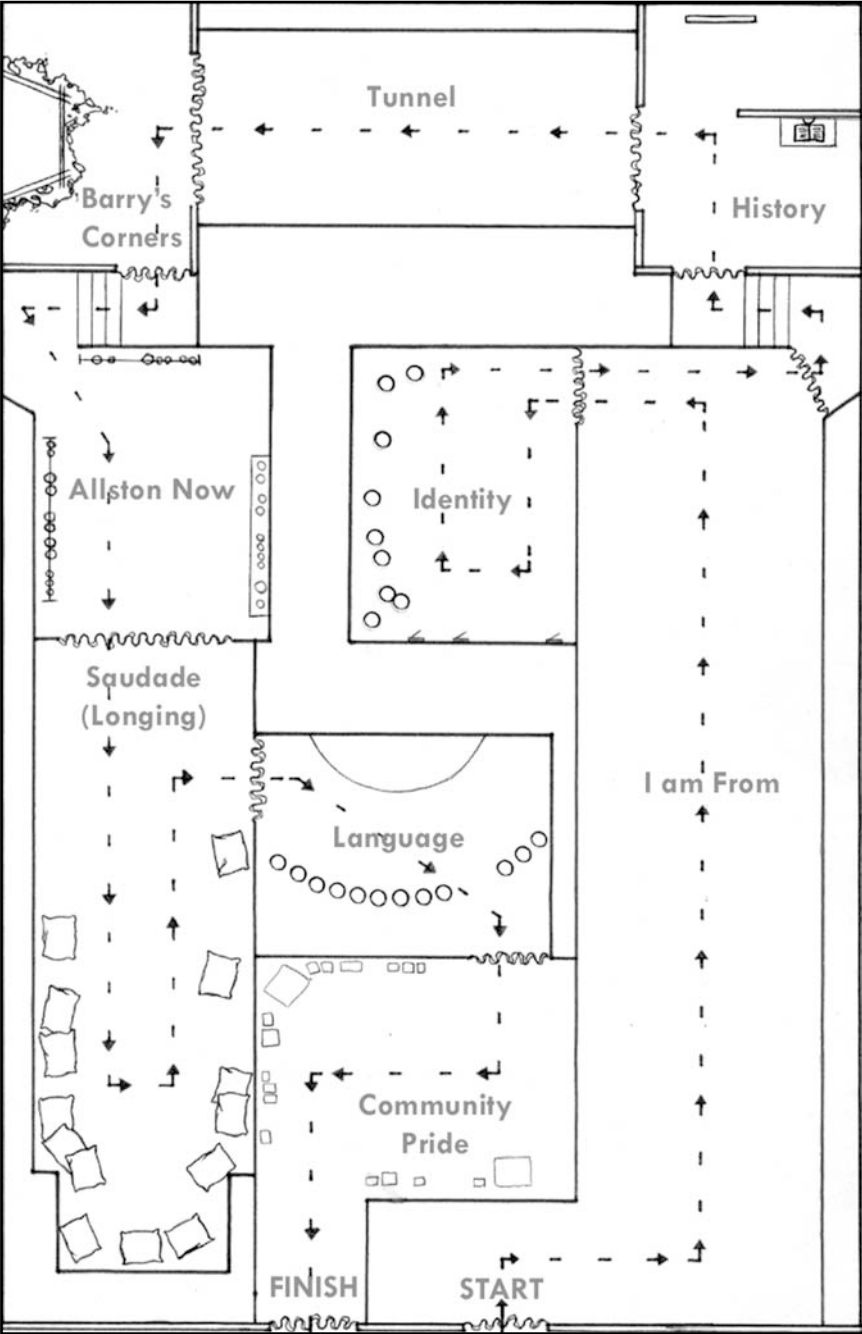 Tunnel
Barry's
Corners
History
Allston Now
Identity
Saudade
(Longing)
I am From
Language
Community
Pride
FINISH
START